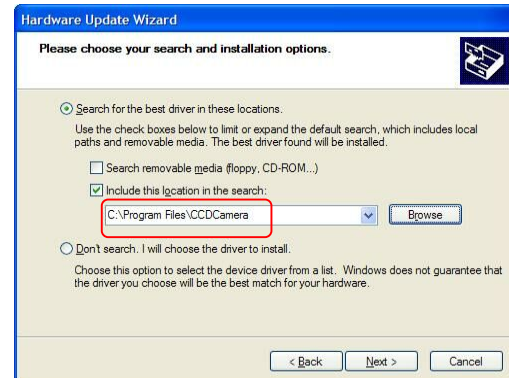 Hardware Update Wizard
Please choose your search and installation options.
Search for the best driver in these locations.
Use the check boxes below to limit or expand the default search, which includes local
paths and removable media. The best driver found will be installed.
Search removable media (floppy, CD-ROM...)
Include this location in the search:
C:\Program Files\CCDCamera
Browse
Don't search. I will choose the driver to install.
Choose this option to select the device driver from a list. Windows does not guarantee that
the driver you choose will be the best match for your hardware.
< Back Next > Cancel